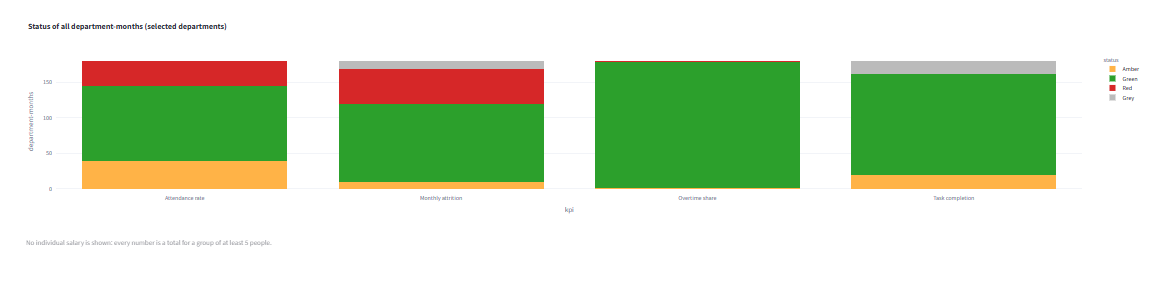 Status of all department-months (selected departments)
status
Amber
Green
Red
Grey
department-months
150
100
50
0
Attendance rate
Monthly attrition
Overtime share
Task completion
kpi
No individual salary is shown: every number is a total for a group of at least 5 people.